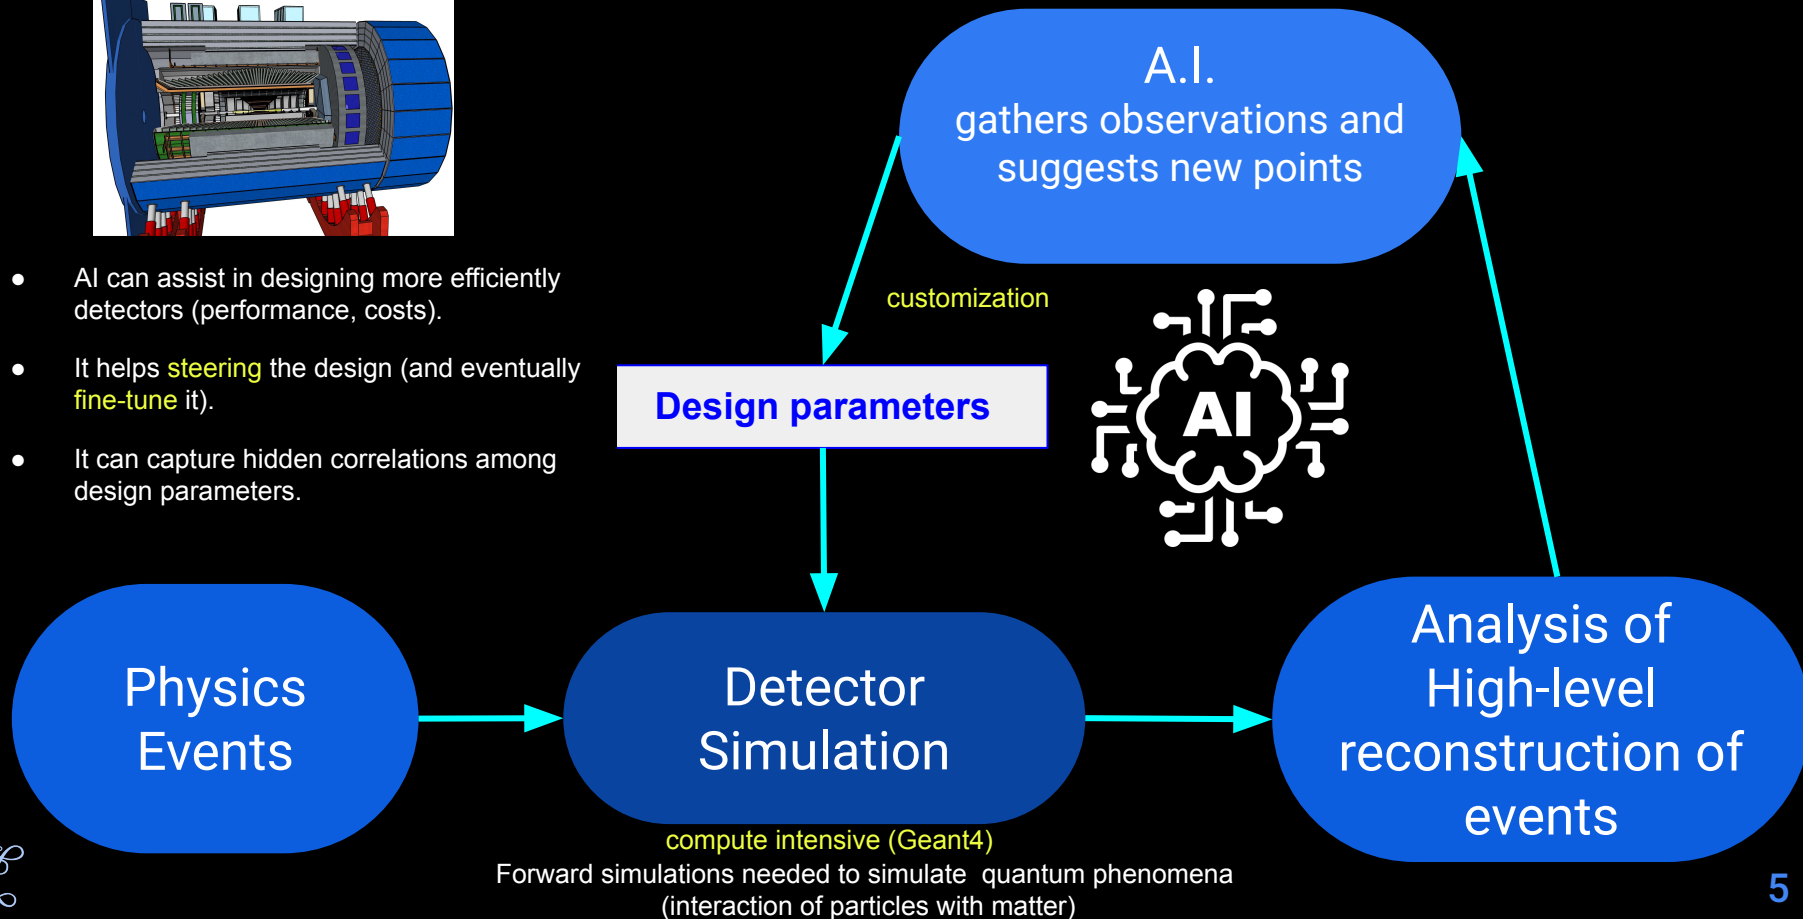 ● AI can assist in designing more efficiently
detectors (performance, costs).
● It helps steering the design (and eventually
fine-tune it).
● It can capture hidden correlations among
design parameters.
A.I.
gathers observations and
suggests new points
customization
Design parameters
AI
Physics
Events
Detector
Simulation
compute intensive (Geant4)
Forward simulations needed to simulate quantum phenomena
(interaction of particles with matter)
Analysis of
High-level
reconstruction of
events
5